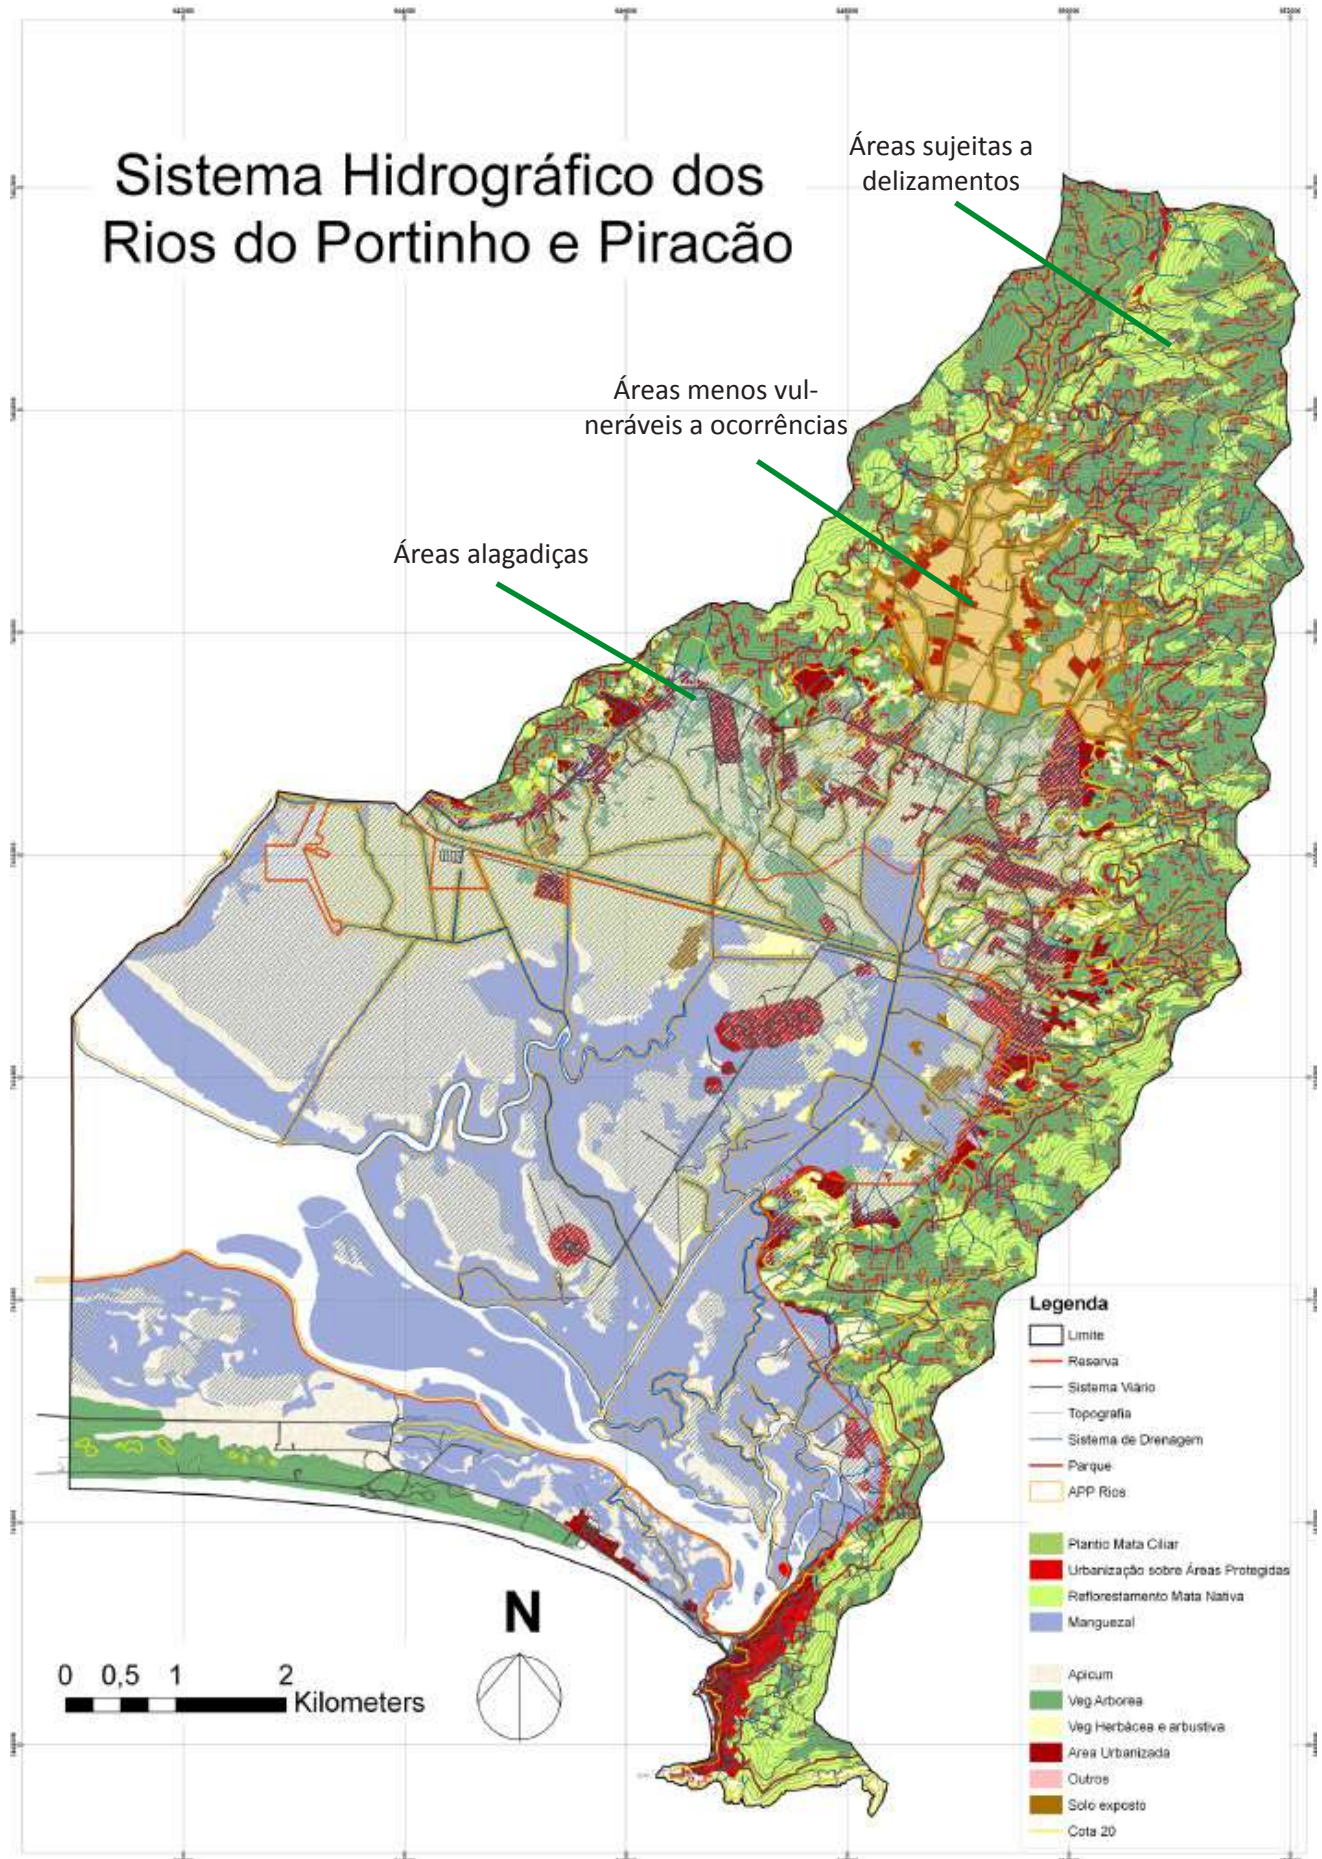 Sistema Hidrográfico dos
Rios do Portinho e Piracão
Áreas sujeitas a
delizamentos
Áreas menos vul-
neráveis a ocorrências
Áreas alagadiças
Legenda
Limite
Reserva
Sistema Viário
Topografia
Sistema de Drenagem
Parque
APP Rios
Plantio Mata Ciliar
Urbanização sobre Áreas Protegidas
Reflorestamento Mata Nativa
Manguezal
Apicum
Veg Arborea
Veg Herbácea e arbustiva
Area Urbanizada
Outros
Solo exposto
Cota 20
N
0 0,5 1 2
Kilometers